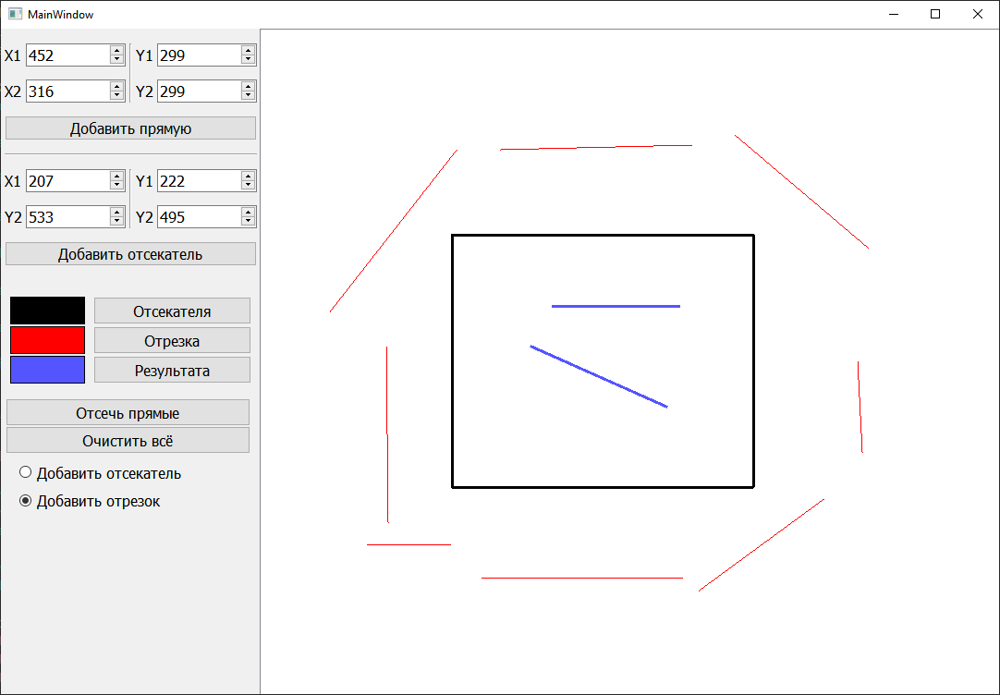 MainWindow
X1 452 Y1 299
X2 316 Y2 299
Добавить прямую
X1 207 Y1 222
Y2 533 Y2 495
Добавить отсекатель
Отсекателя
Отрезка
Результата
Отсечь прямые
Очистить всё
Добавить отсекатель
Добавить отрезок